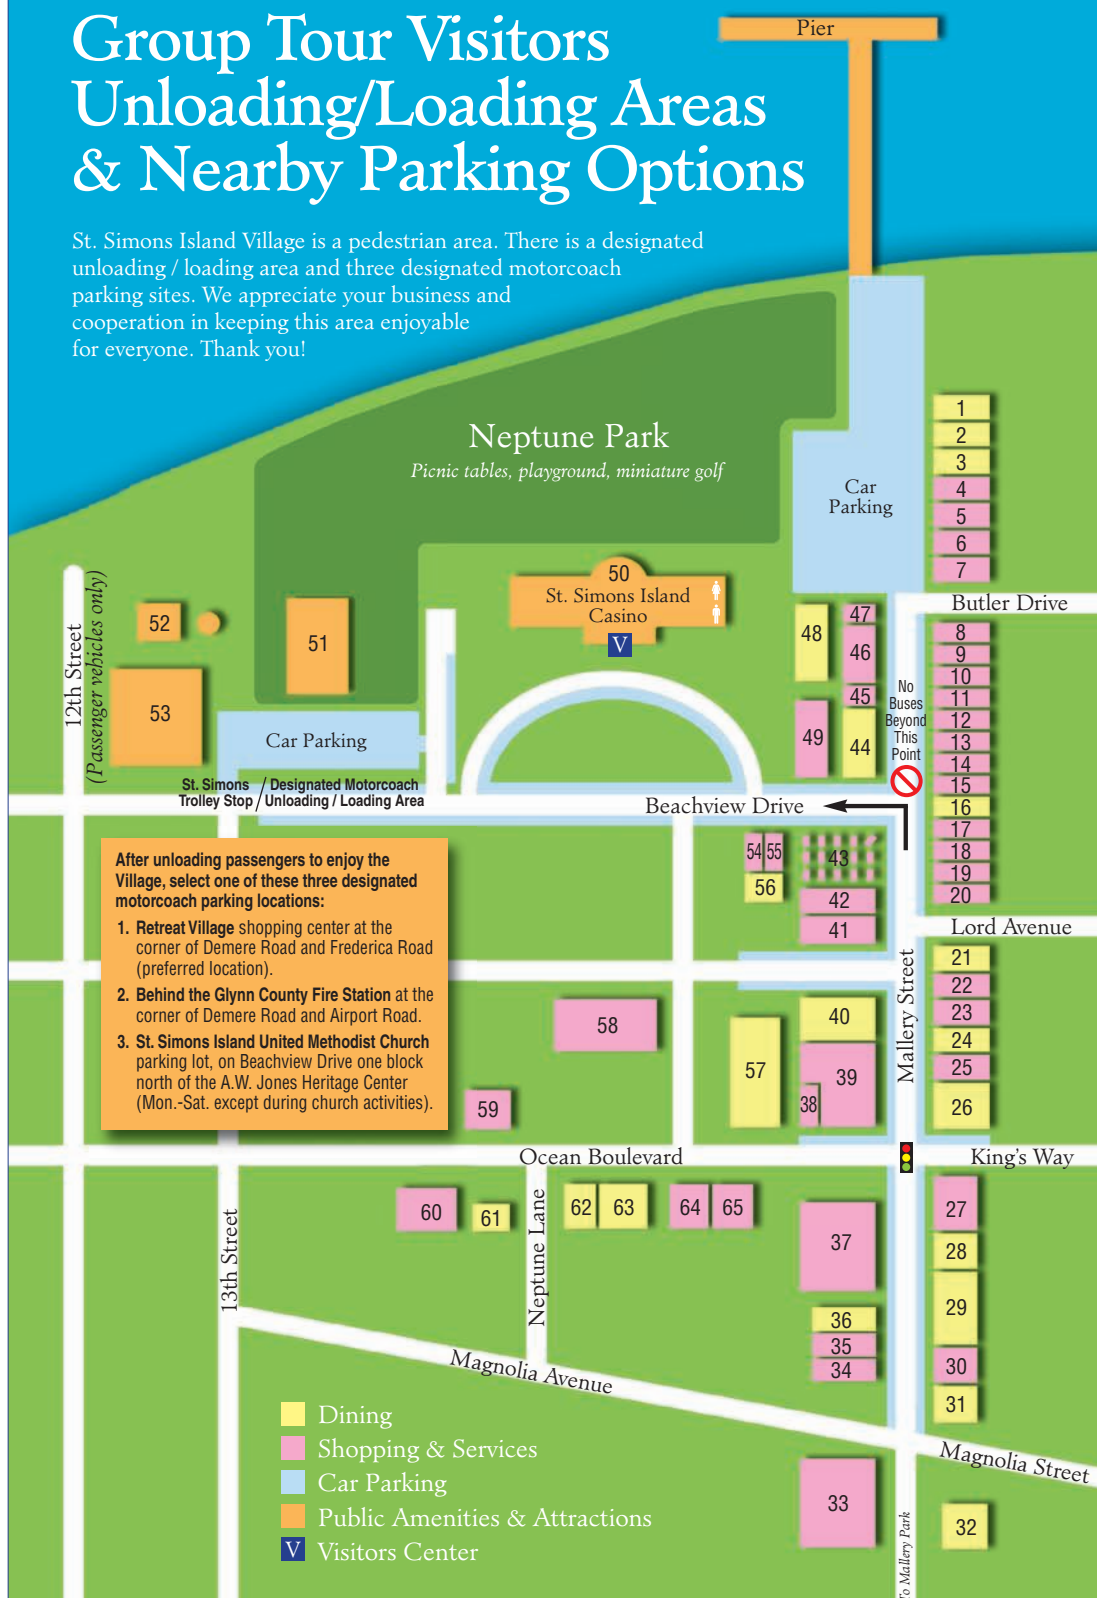 Group Tour Visitors
Unloading/Loading Areas
& Nearby Parking Options
St. Simons Island Village is a pedestrian area. There is a designated
unloading / loading area and three designated motorcoach
parking sites. We appreciate your business and
cooperation in keeping this area enjoyable
for everyone. Thank you!
Pier
Neptune Park
Picnic tables, playground, miniature golf
Car
Parking
1
2
3
4
5
6
7
Butler Drive
50
St. Simons Island
Casino
V
12th Street
(Passenger vehicles only)
52
51
53
Car Parking
48
47
46
45
49
44
No
Buses
Beyond
This
Point
8
9
10
11
12
13
14
15
16
17
18
19
20
St. Simons
Trolley Stop
/
Designated Motorcoach
Unloading / Loading Area
Beachview Drive
After unloading passengers to enjoy the
Village, select one of these three designated
motorcoach parking locations:
1. Retreat Village shopping center at the
corner of Demere Road and Frederica Road
(preferred location).
2. Behind the Glynn County Fire Station at the
corner of Demere Road and Airport Road.
3. St. Simons Island United Methodist Church
parking lot, on Beachview Drive one block
north of the A.W. Jones Heritage Center
(Mon.-Sat. except during church activities).
54
55
56
43
42
41
Lord Avenue
Mallery Street
21
22
23
24
25
26
58
59
57
40
39
38
Ocean Boulevard
King's Way
60
61
62
63
64
65
13th Street
Neptune Lane
37
36
35
34
27
28
29
30
31
Magnolia Avenue
Magnolia Street
33
32
To Mallery Park
Dining
Shopping & Services
Car Parking
Public Amenities & Attractions
V Visitors Center